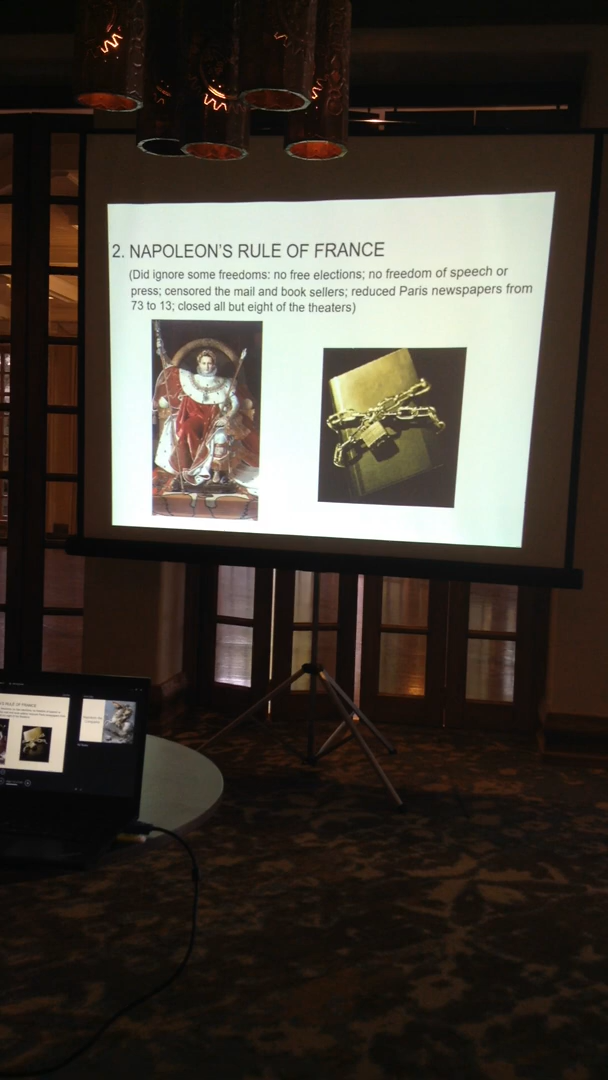 2. NAPOLEON'S RULE OF FRANCE
(Did ignore some freedoms: no free elections; no freedom of speech or
press; censored the mail and book sellers; reduced Paris newspapers from
73 to 13; closed all but eight of the theaters)